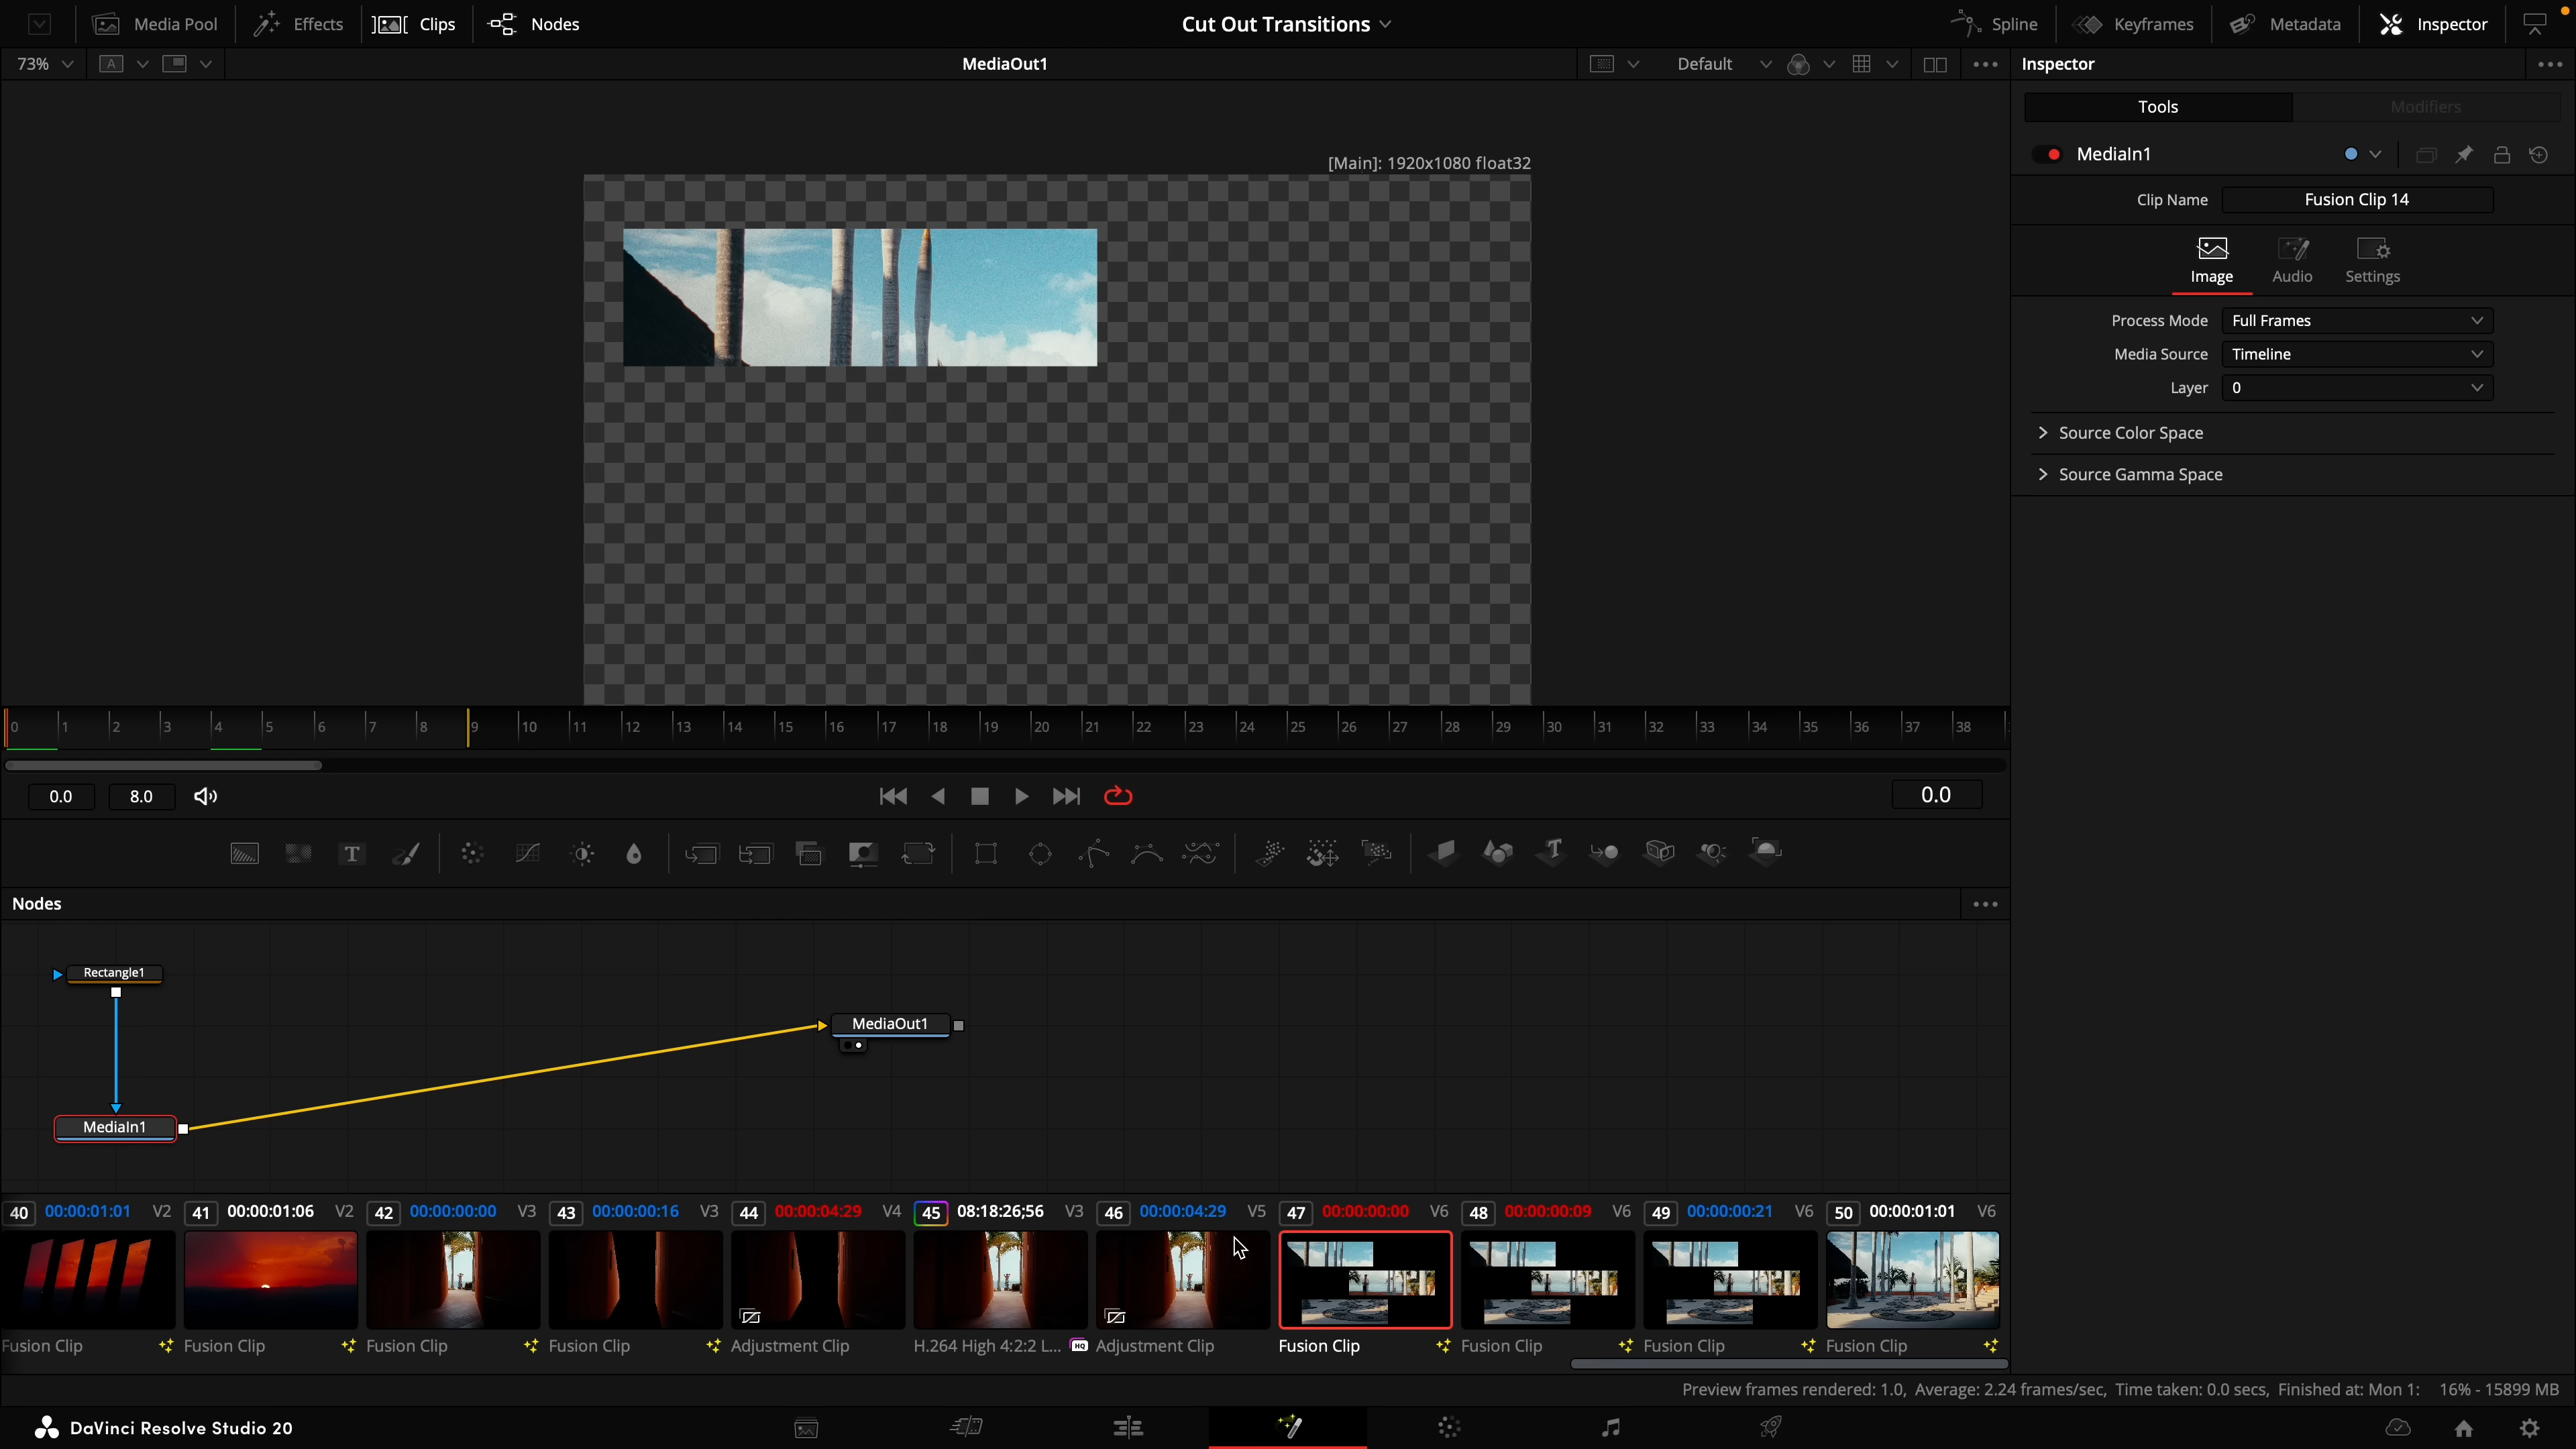 Media Pool Effects Clips Nodes Cut Out Transitions Spline Keyframes Metadata Inspector
73% A MediaOut1 Default Inspector
Tools Modifiers
MediaIn1
[Main]: 1920x1080 float32
Clip Name Fusion Clip 14
Image Audio Settings
Process Mode Full Frames
Media Source Timeline
Layer 0
Source Color Space
Source Gamma Space
0 1 2 3 4 5 6 7 8 9 10 11 12 13 14 15 16 17 18 19 20 21 22 23 24 25 26 27 28 29 30 31 32 33 34 35 36 37 38
0.0 8.0 0.0
T T
Nodes
Rectangle1
MediaOut1
MediaIn1
40 00:00:01:01 V2 41 00:00:01:06 V2 42 00:00:00:00 V3 43 00:00:00:16 V3 44 00:00:04:29 V4 45 08:18:26;56 V3 46 00:00:04:29 V5 47 00:00:00:00 V6 48 00:00:00:09 V6 49 00:00:00:21 V6 50 00:00:01:01 V6
Fusion Clip Fusion Clip Fusion Clip Fusion Clip Adjustment Clip H.264 High 4:2:2 L... HQ Adjustment Clip Fusion Clip Fusion Clip Fusion Clip Fusion Clip
Preview frames rendered: 1.0, Average: 2.24 frames/sec, Time taken: 0.0 secs, Finished at: Mon 1: 16% - 15899 MB
DaVinci Resolve Studio 20